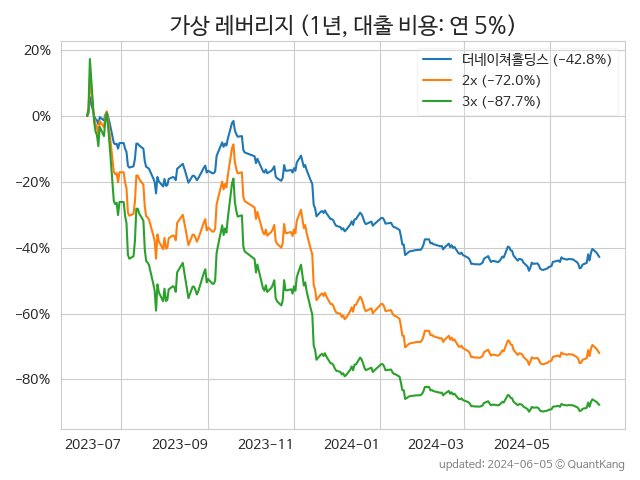 가상 레버리지 (1년, 대출 비용: 연 5%)
더네이쳐홀딩스 (−42.8%)
2x (−72.0%)
3x (−87.7%)
20%
0%
−20%
−40%
−60%
−80%
2023-07
2023-09
2023-11
2024-01
2024-03
2024-05
updated: 2024-06-05 © QuantKang